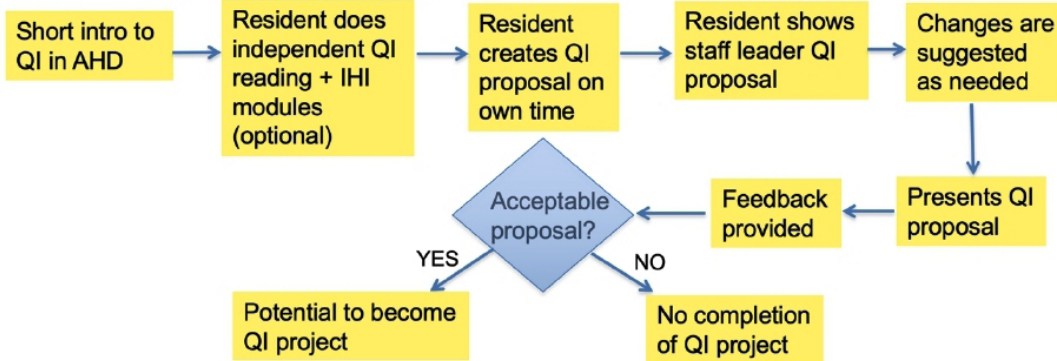 Short intro to
QI in AHD
Resident does
independent QI
reading + IHI
modules
(optional)
Resident
creates QI
proposal on
own time
Resident shows
staff leader QI
proposal
Changes are
suggested
as needed
Presents QI
proposal
Feedback
provided
Acceptable
proposal?
YES
NO
Potential to become
QI project
No completion
of QI project